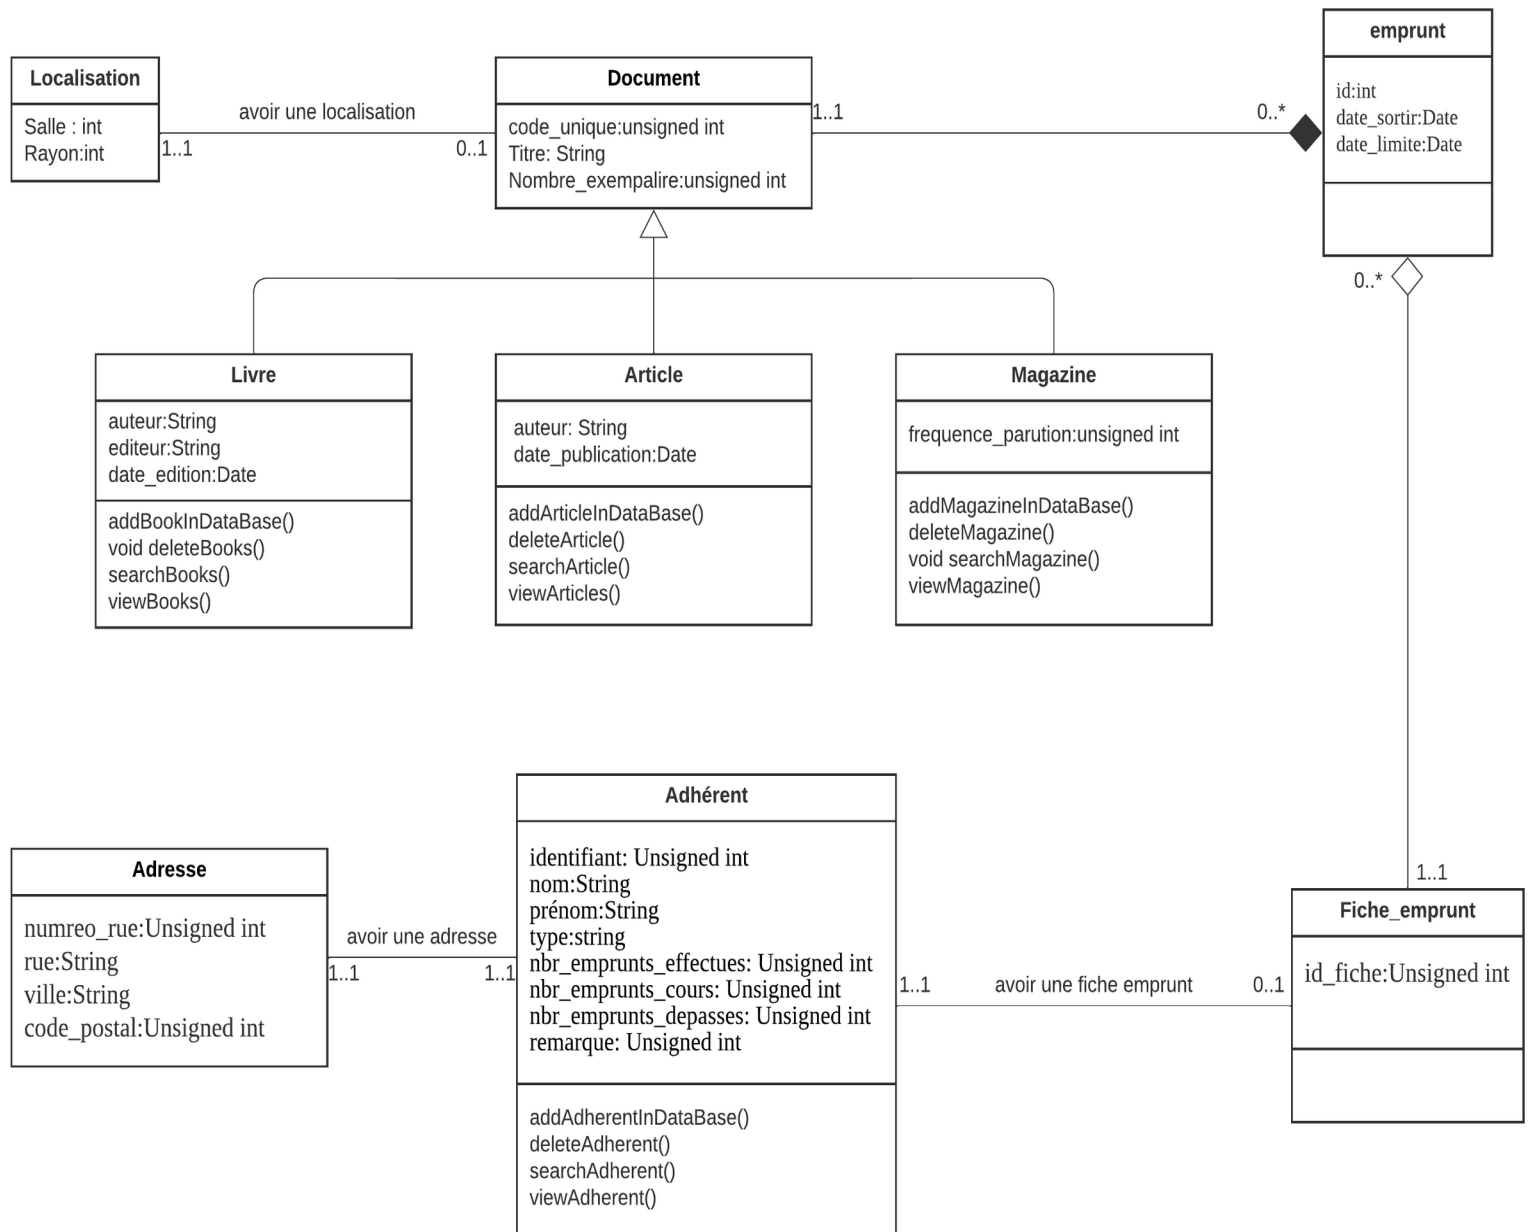 emprunt
id:int
date_sortir:Date
date_limite:Date
Localisation
Salle : int
Rayon:int
avoir une localisation
1..1
0..1
Document
code_unique:unsigned int
Titre: String
Nombre_exempalire:unsigned int
1..1
0..*
0..*
Livre
auteur:String
editeur:String
date_edition:Date
addBookInDataBase()
void deleteBooks()
searchBooks()
viewBooks()
Article
auteur: String
date_publication:Date
addArticleInDataBase()
deleteArticle()
searchArticle()
viewArticles()
Magazine
frequence_parution:unsigned int
addMagazineInDataBase()
deleteMagazine()
void searchMagazine()
viewMagazine()
Adresse
numreo_rue:Unsigned int
rue:String
ville:String
code_postal:Unsigned int
avoir une adresse
1..1
1..1
Adhérent
identifiant: Unsigned int
nom:String
prénom:String
type:string
nbr_emprunts_effectues: Unsigned int
nbr_emprunts_cours: Unsigned int
nbr_emprunts_depasses: Unsigned int
remarque: Unsigned int
addAdherentInDataBase()
deleteAdherent()
searchAdherent()
viewAdherent()
1..1
avoir une fiche emprunt
0..1
1..1
Fiche_emprunt
id_fiche:Unsigned int